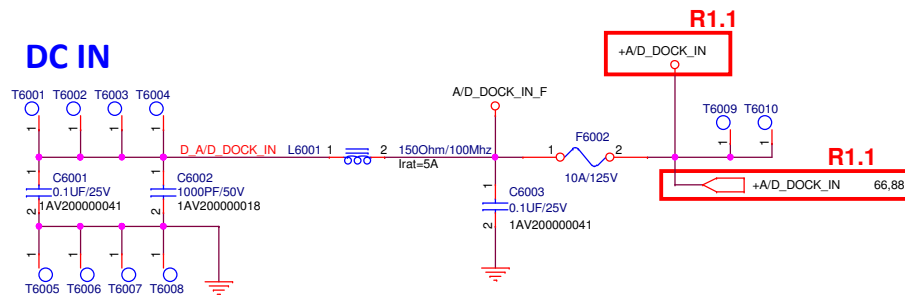 R1.1
+A/D_DOCK_IN
DC IN
T6001 T6002 T6003 T6004
1 1 1 1
A/D_DOCK_IN_F
T6009 T6010
1 1
D_A/D_DOCK_IN L6001 1 2 150Ohm/100Mhz
Irat=5A
F6002
1 2
10A/125V
R1.1
+A/D_DOCK_IN 66,88
1 C6001
0.1UF/25V
2 1AV200000041
1 C6002
1000PF/50V
2 1AV200000018
1 C6003
0.1UF/25V
2 1AV200000041
1 1 1 1
T6005 T6006 T6007 T6008